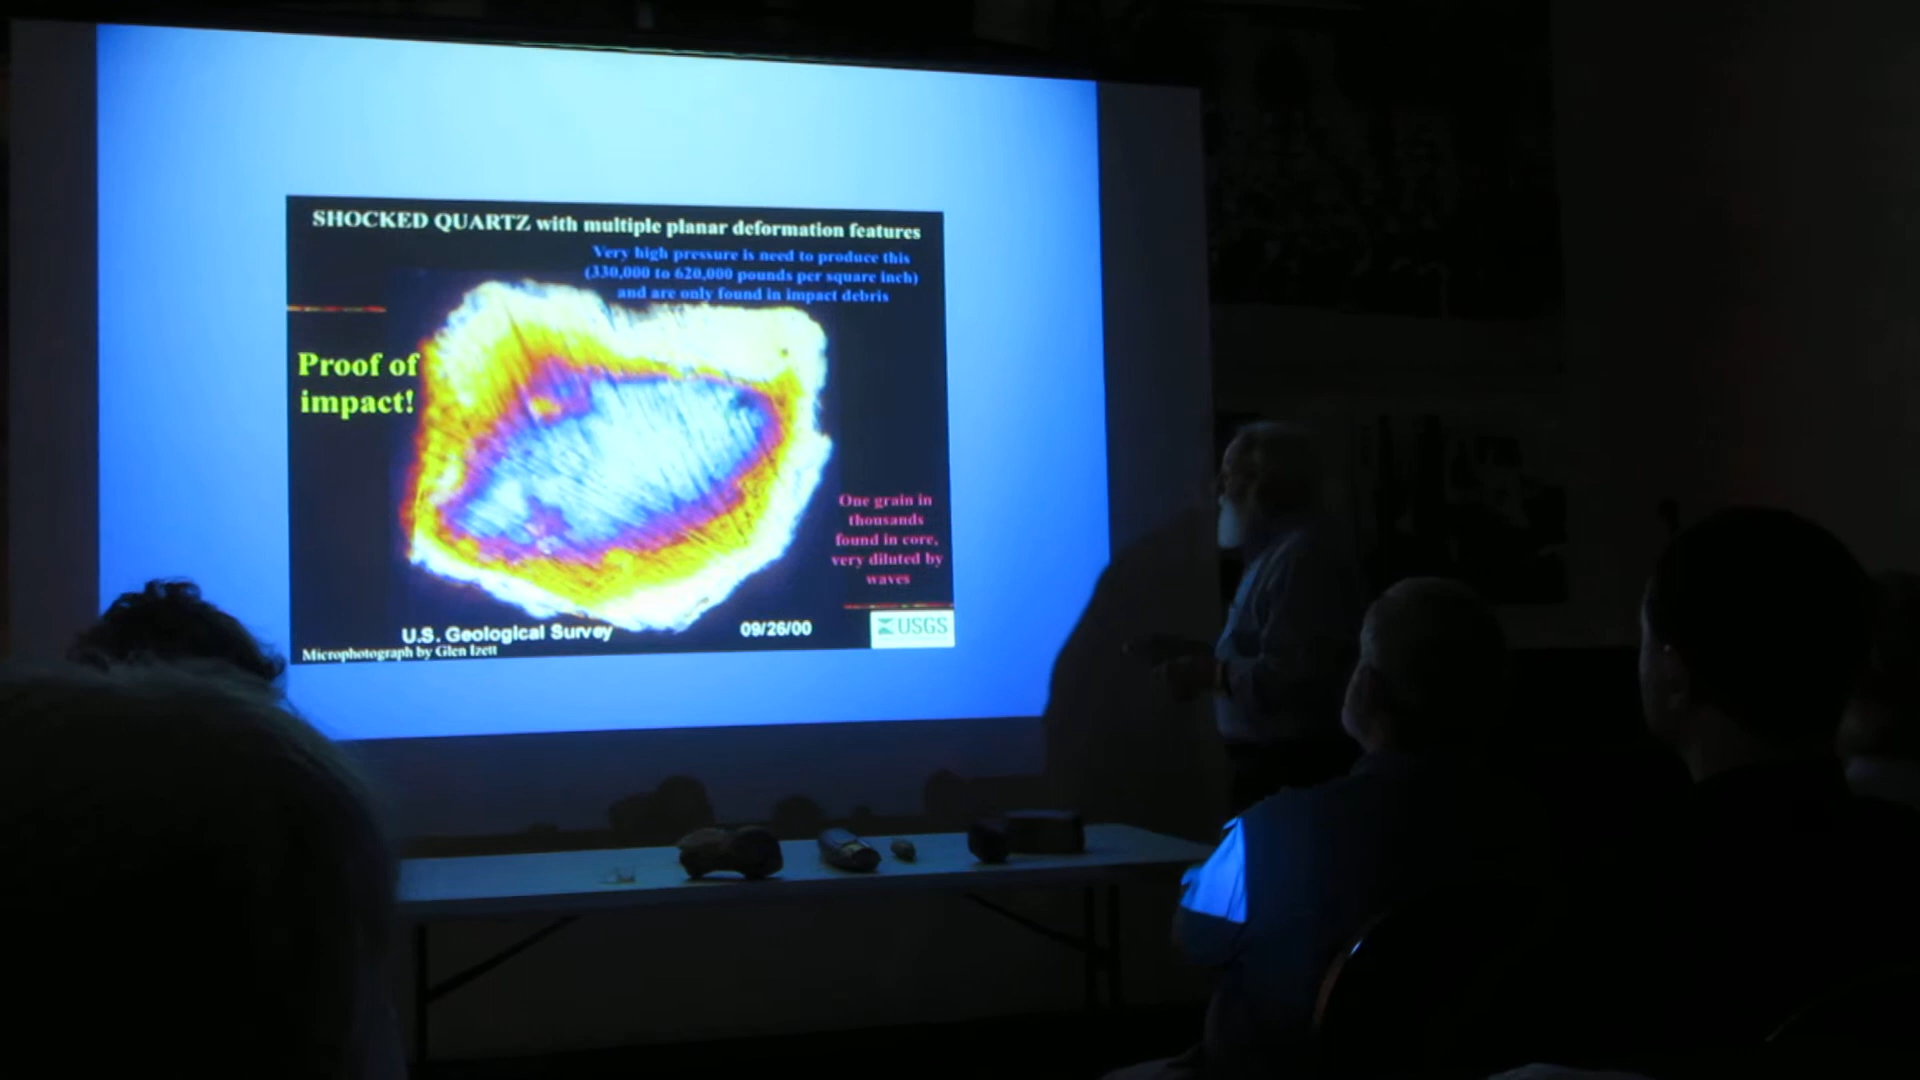 SHOCKED QUARTZ with multiple planar deformation features
Very high pressure is need to produce this
(330,000 to 620,000 pounds per square inch)
and are only found in impact debris
Proof of
impact!
One grain in
thousands
found in core,
very diluted by
waves
U.S. Geological Survey
09/26/00
USGS
Microphotograph by Glen Izett